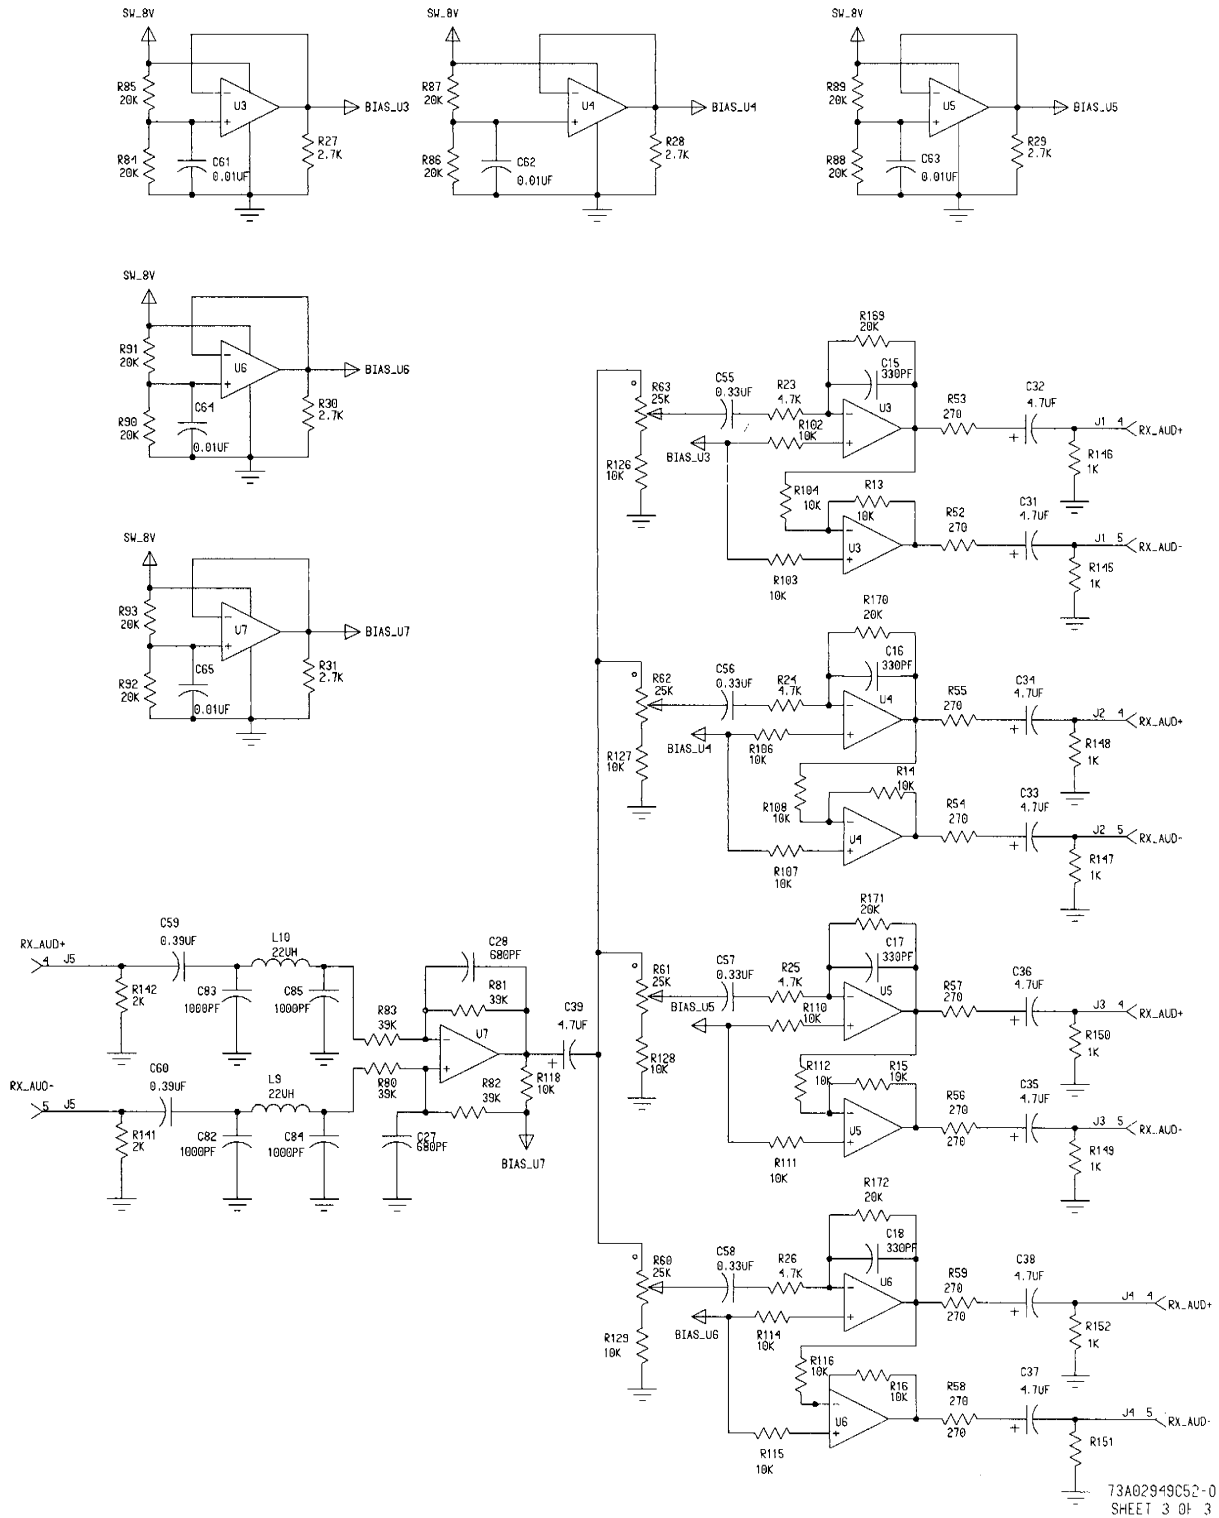 SW_8V
R85
20K
U3
BIAS_U3
R84
20K
C61
0.01UF
R27
2.7K
SW_8V
R87
20K
U4
BIAS_U4
R86
20K
C62
0.01UF
R28
2.7K
SW_8V
R89
20K
U5
BIAS_U5
R88
20K
C63
0.01UF
R29
2.7K
SW_8V
R91
20K
U6
BIAS_U6
R90
20K
C64
0.01UF
R30
2.7K
SW_8V
R93
20K
U7
BIAS_U7
R92
20K
C65
0.01UF
R31
2.7K
R169
20K
C15
330PF
R63
25K
C55
0.33UF
R23
4.7K
U3
R53
270
C32
4.7UF
J1 4
RX_AUD+
R102
10K
BIAS_U3
R126
10K
R146
1K
R104
10K
R13
10K
U3
R52
270
C31
4.7UF
J1 5
RX_AUD-
R103
10K
R145
1K
R170
20K
C16
330PF
R62
25K
C56
0.33UF
R24
4.7K
U4
R55
270
C34
4.7UF
J2 4
RX_AUD+
BIAS_U4
R106
10K
R127
10K
R148
1K
R108
10K
R14
10K
U4
R54
270
C33
4.7UF
J2 5
RX_AUD-
R107
10K
R147
1K
R171
20K
C17
330PF
R61
25K
C57
0.33UF
R25
4.7K
U5
R57
270
C36
4.7UF
J3 4
RX_AUD+
BIAS_U5
R110
10K
R128
10K
R150
1K
R112
10K
R15
10K
U5
R56
270
270
C35
4.7UF
J3 5
RX_AUD-
R111
10K
R149
1K
RX_AUD+
4 J5
C59
0.39UF
L10
22UH
R142
2K
C83
1000PF
C85
1000PF
R83
39K
C28
680PF
R81
39K
U7
C39
4.7UF
RX_AUD-
5 J5
C60
0.39UF
L9
22UH
R80
39K
R82
39K
R118
10K
R141
2K
C82
1000PF
C84
1000PF
C27
680PF
BIAS_U7
R172
20K
C18
330PF
R60
25K
C58
0.33UF
R26
4.7K
U6
R59
270
270
C38
4.7UF
J4 4
RX_AUD+
BIAS_U6
R114
10K
R129
10K
R152
1K
R116
10K
R16
10K
U6
R58
270
270
C37
4.7UF
J4 5
RX_AUD-
R115
10K
R151
73A02949C52-0
SHEET 3 OF 3